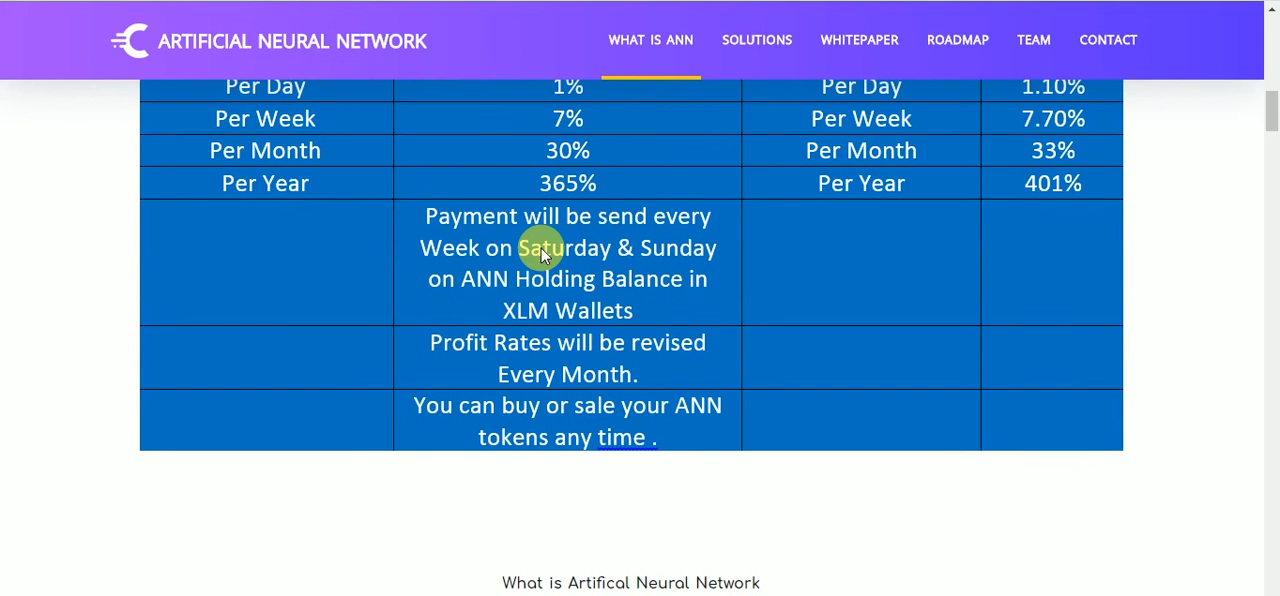 ARTIFICIAL NEURAL NETWORK
WHAT IS ANN SOLUTIONS WHITEPAPER ROADMAP TEAM CONTACT
Per Day 1% Per Day 1.10%
Per Week 7% Per Week 7.70%
Per Month 30% Per Month 33%
Per Year 365% Per Year 401%
Payment will be send every
Week on Saturday & Sunday
on ANN Holding Balance in
XLM Wallets
Profit Rates will be revised
Every Month.
You can buy or sale your ANN
tokens any time .
What is Artifical Neural Network